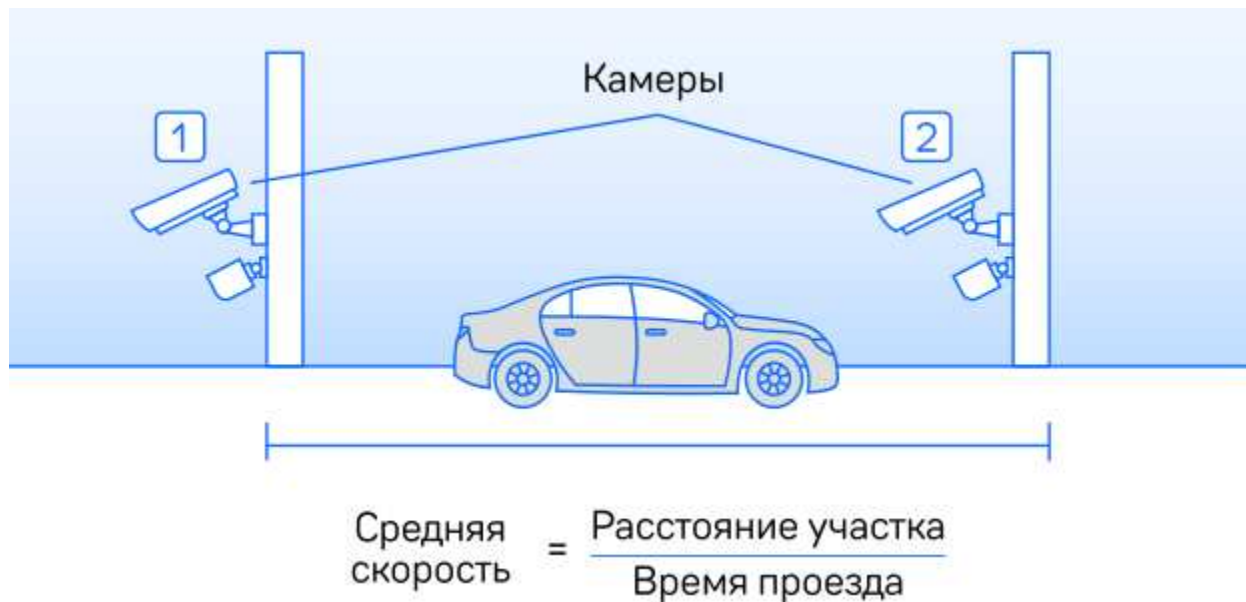 Камеры
1
2
Средняя
скорость
=
Расстояние участка
Время проезда